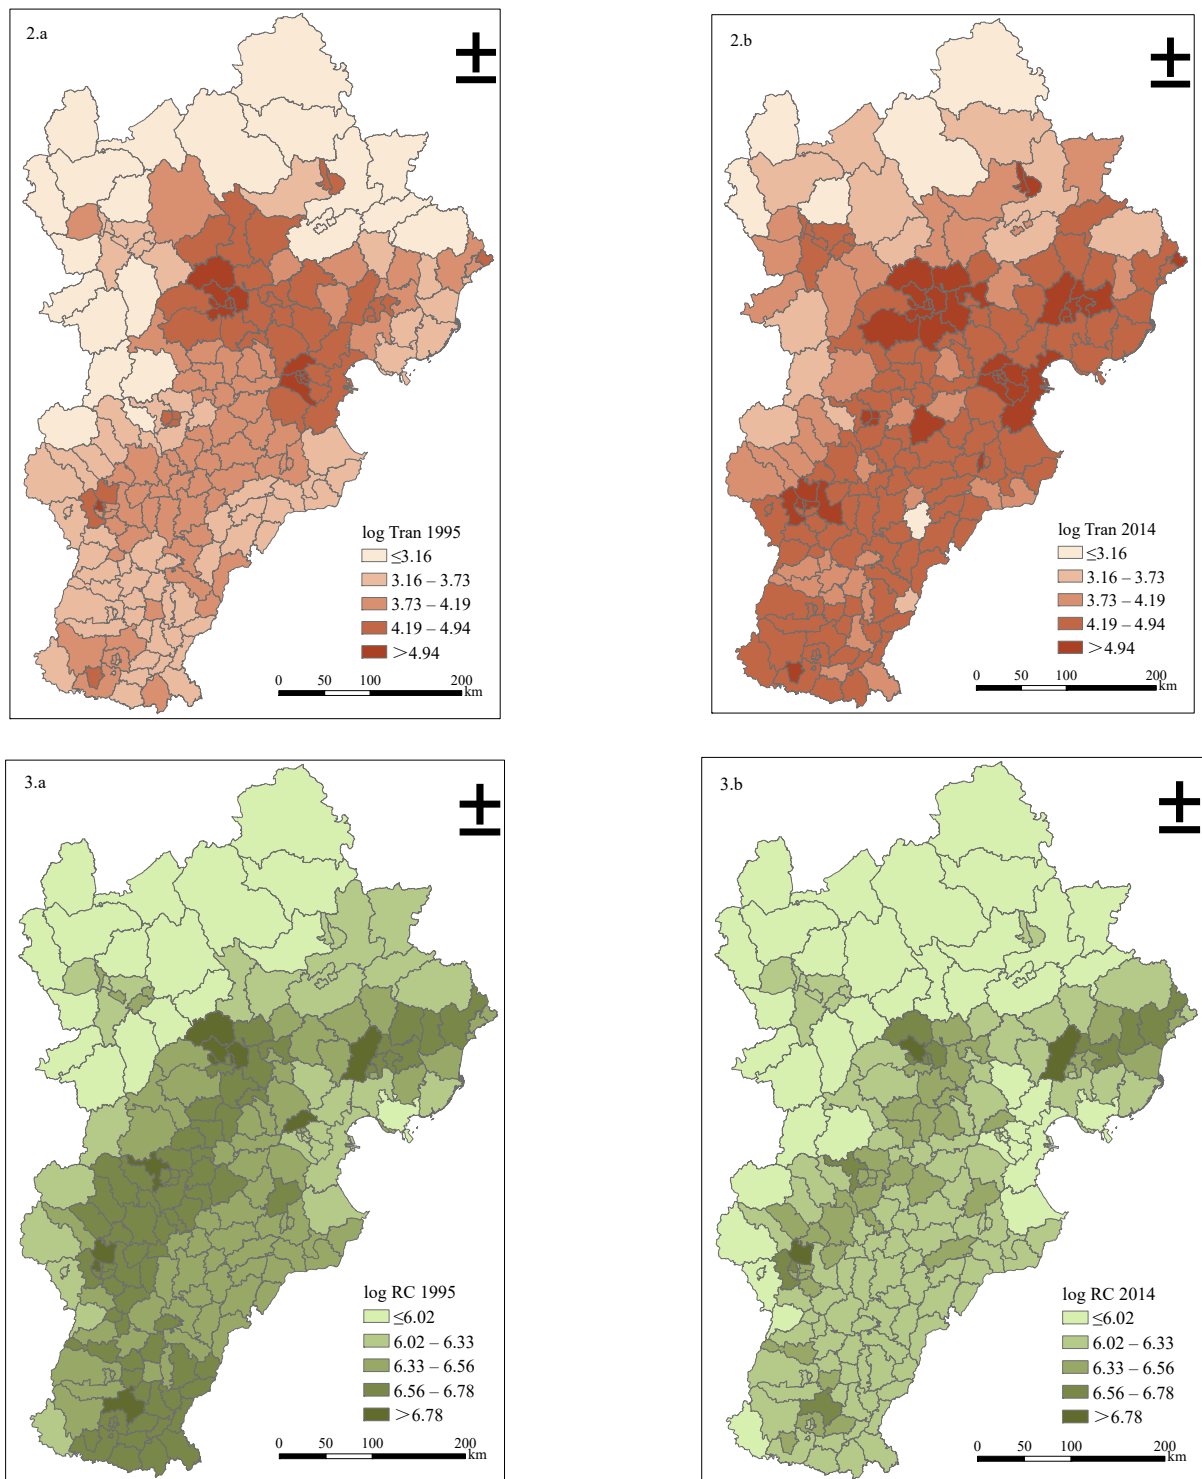 2.a
log Tran 1995
≤3.16
3.16 – 3.73
3.73 – 4.19
4.19 – 4.94
>4.94
0 50 100 200
km
2.b
log Tran 2014
≤3.16
3.16 – 3.73
3.73 – 4.19
4.19 – 4.94
>4.94
0 50 100 200
km
3.a
log RC 1995
≤6.02
6.02 – 6.33
6.33 – 6.56
6.56 – 6.78
>6.78
0 50 100 200
km
3.b
log RC 2014
≤6.02
6.02 – 6.33
6.33 – 6.56
6.56 – 6.78
>6.78
0 50 100 200
km